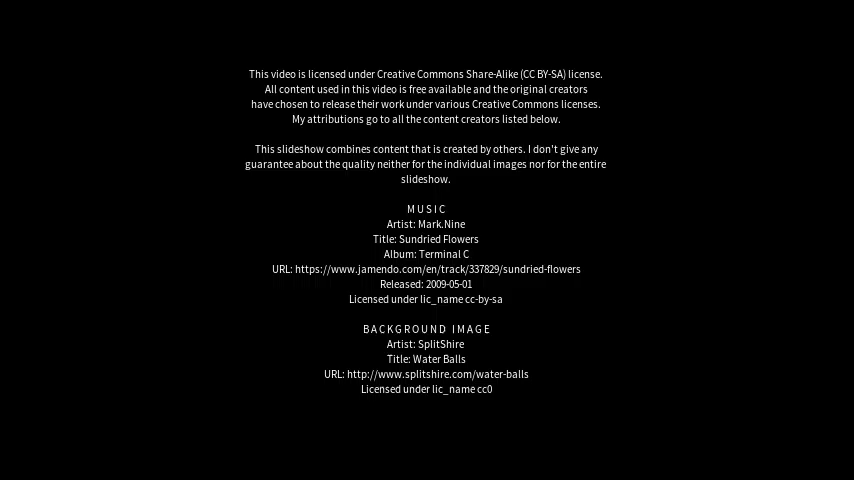 This video is licensed under Creative Commons Share-Alike (CC BY-SA) license.
All content used in this video is free available and the original creators
have chosen to release their work under various Creative Commons licenses.
My attributions go to all the content creators listed below.
This slideshow combines content that is created by others. I don't give any
guarantee about the quality neither for the individual images nor for the entire
slideshow.
MUSIC
Artist: Mark.Nine
Title: Sundried Flowers
Album: Terminal C
URL: https://www.jamendo.com/en/track/337829/sundried-flowers
Released: 2009-05-01
Licensed under lic_name cc-by-sa
BACKGROUND IMAGE
Artist: SplitShire
Title: Water Balls
URL: http://www.splitshire.com/water-balls
Licensed under lic_name cc0